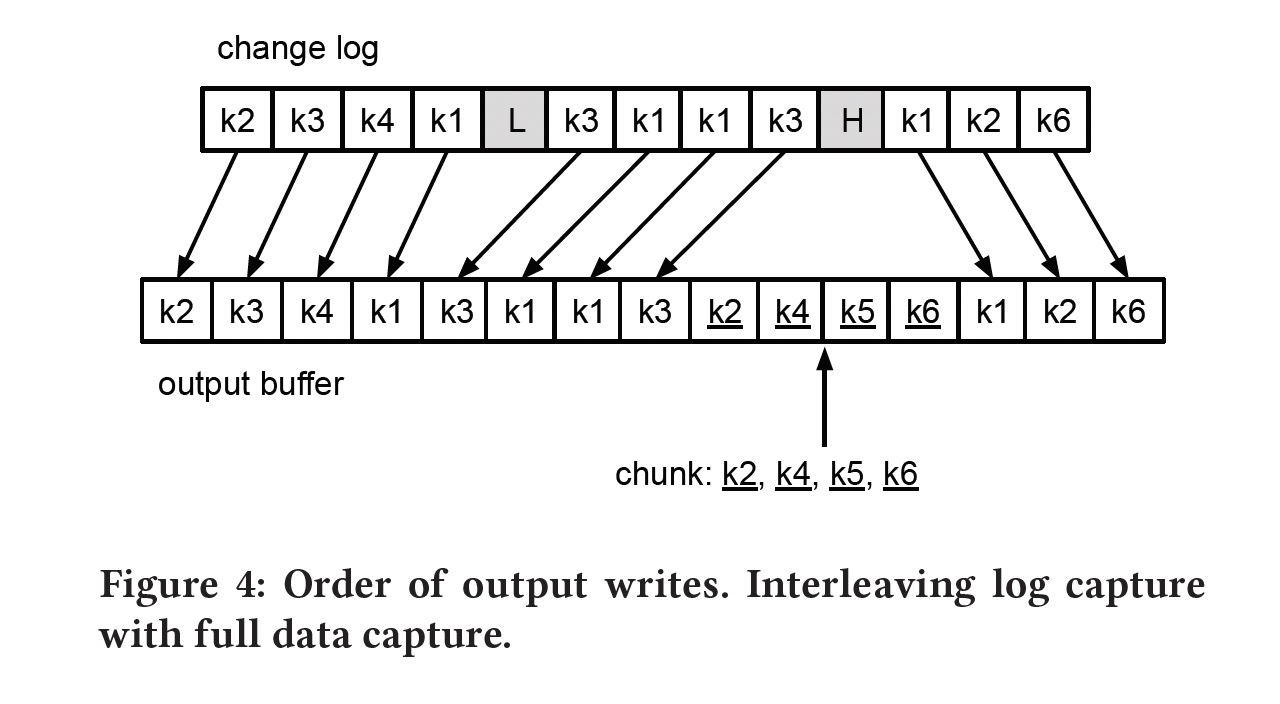 change log
k2 k3 k4 k1 L k3 k1 k1 k3 H k1 k2 k6
k2 k3 k4 k1 k3 k1 k1 k3 k2 k4 k5 k6 k1 k2 k6
output buffer
chunk: k2, k4, k5, k6
Figure 4: Order of output writes. Interleaving log capture
with full data capture.